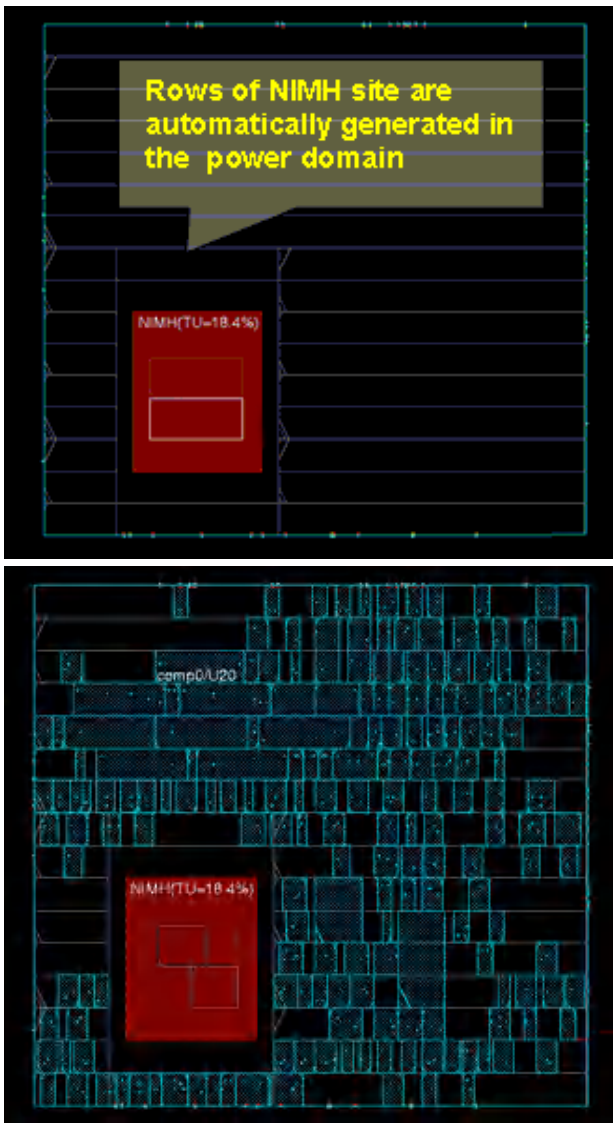 Rows of NIMH site are
automatically generated in
the power domain
NIMH(TU=18.4%)
comp0/U20
NIMH(TU=18.4%)